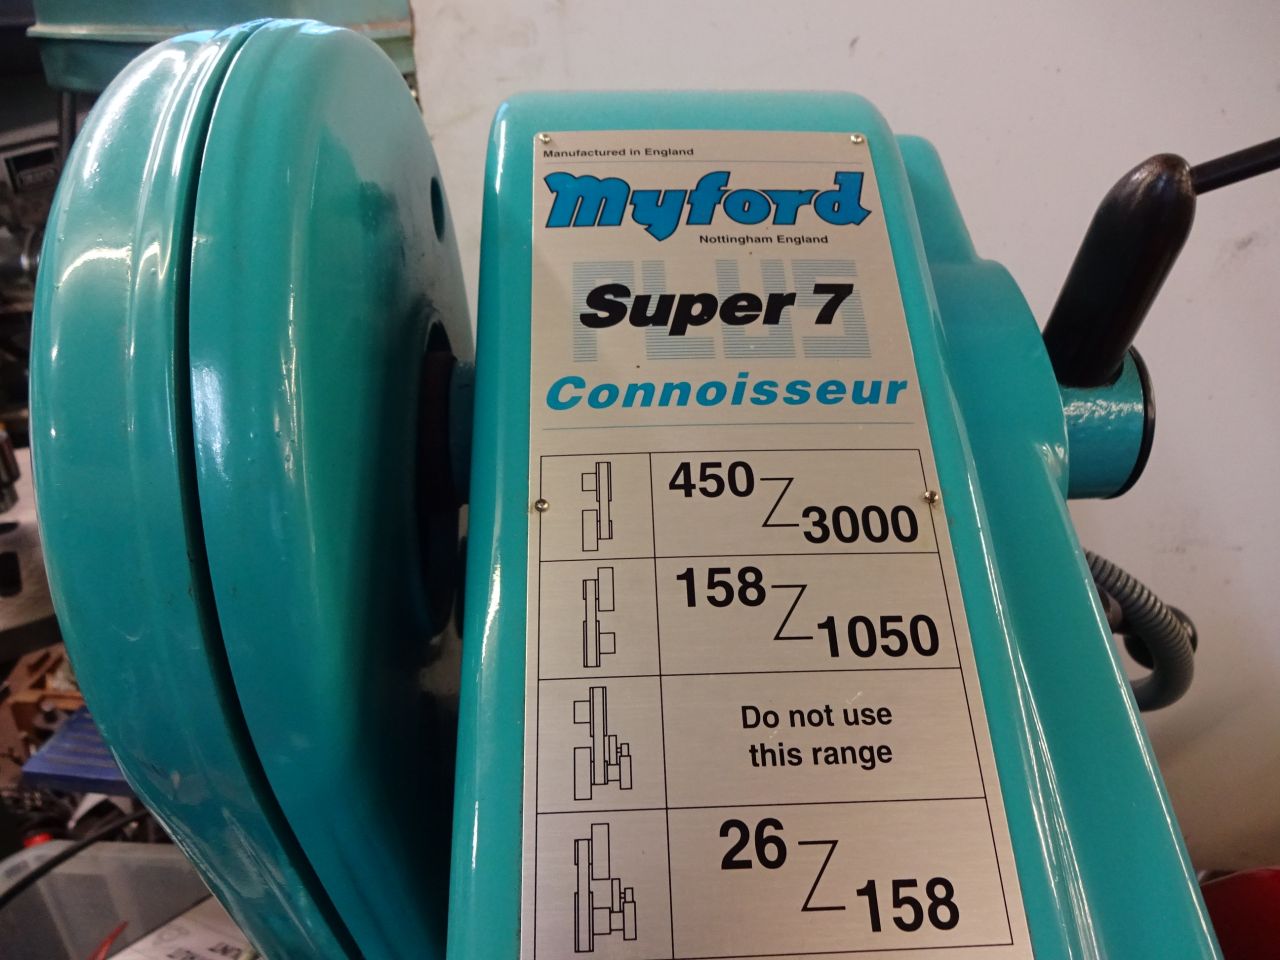 Manufactured in England
Myford
Nottingham England
PLUS
Super 7
Connoisseur
450
3000
158
1050
Do not use
this range
26
158